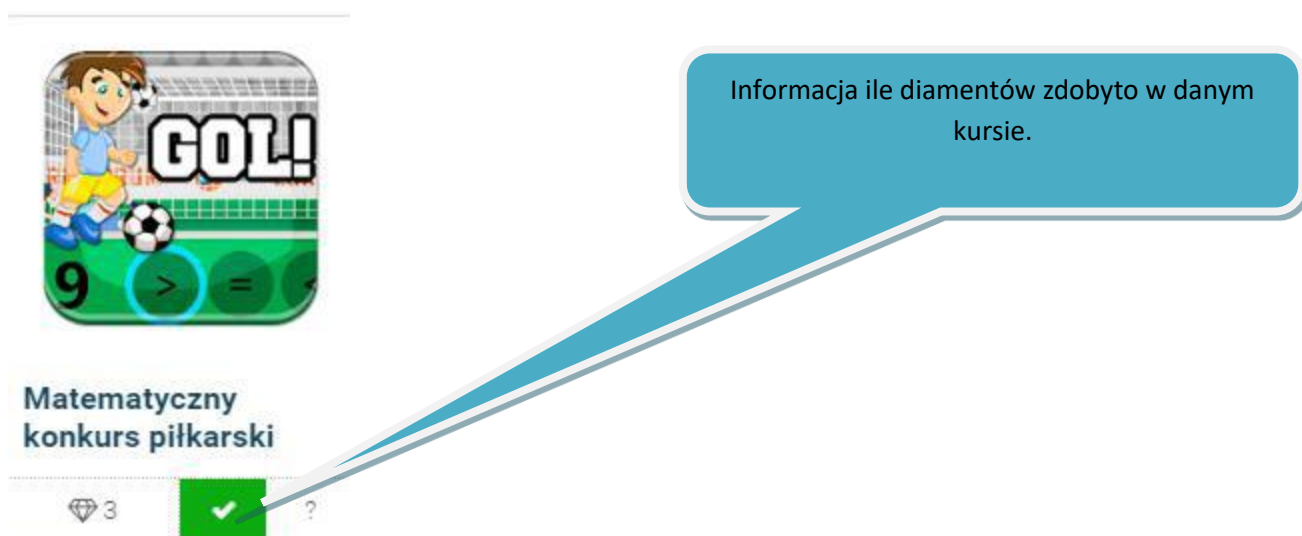 GOL!
9 > = <
Matematyczny
konkurs piłkarski
3
?
Informacja ile diamentów zdobyto w danym
kursie.